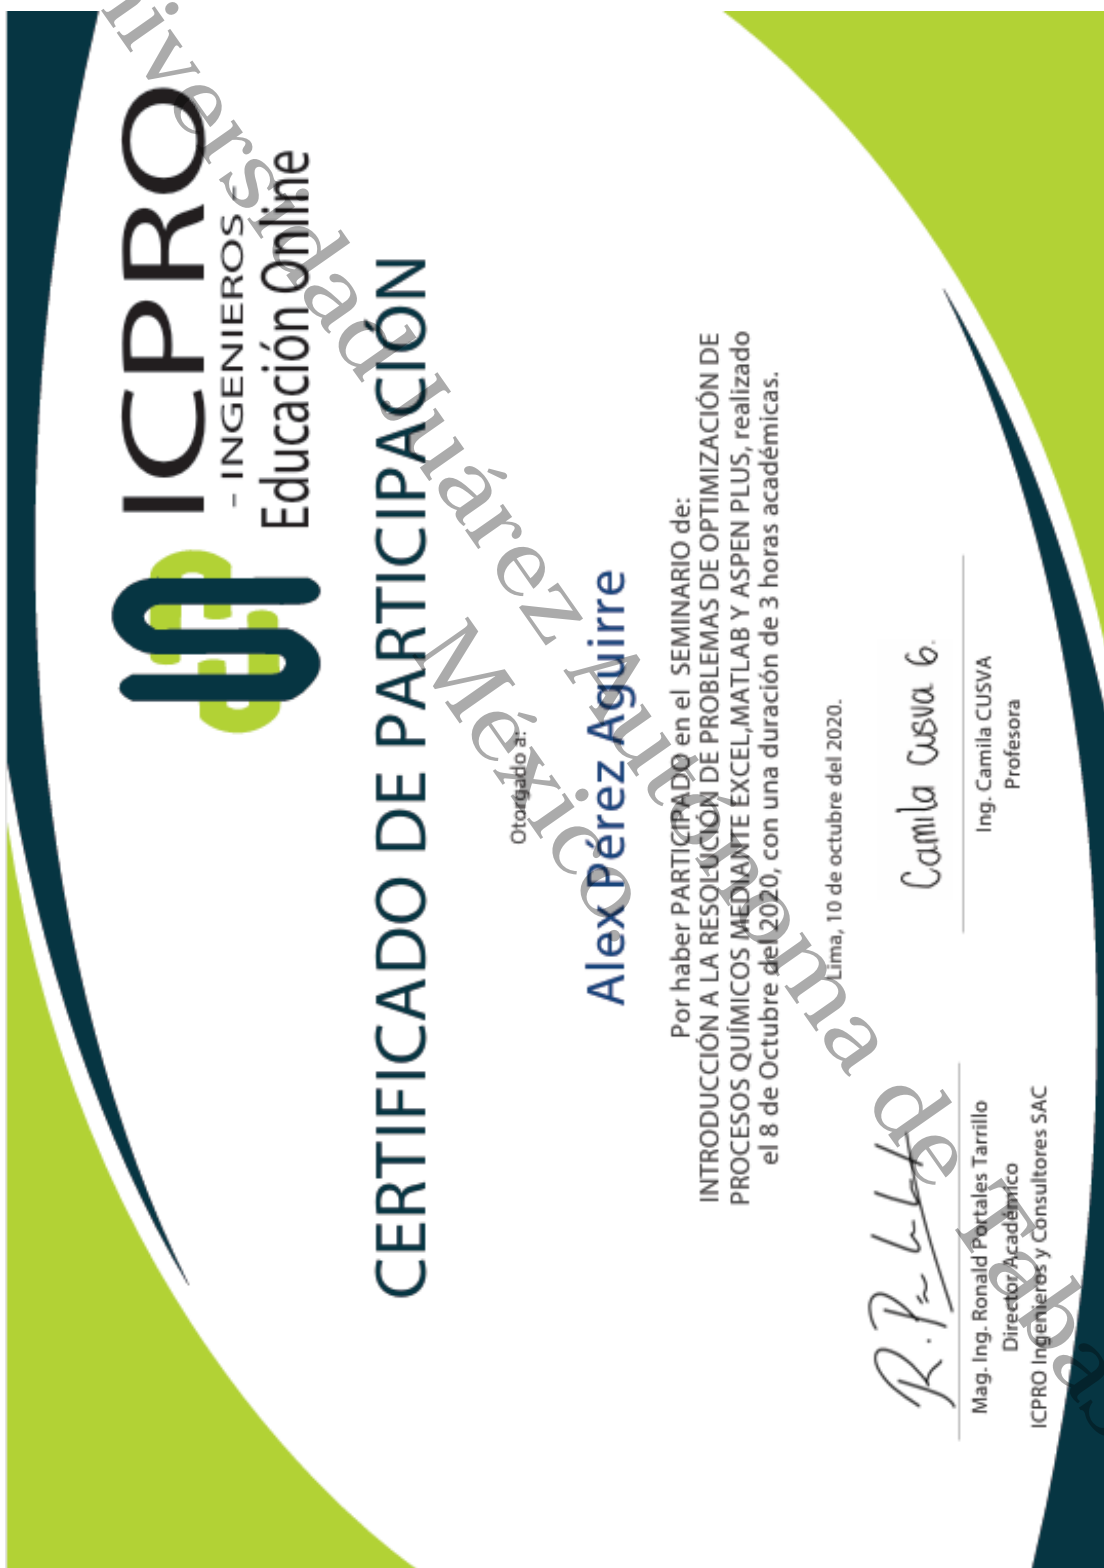 ICPRO
- INGENIEROS -
Educación Online
CERTIFICADO DE PARTICIPACIÓN
Otorgado a:
Alex Pérez Aguirre
Por haber PARTICIPADO en el SEMINARIO de:
INTRODUCCIÓN A LA RESOLUCIÓN DE PROBLEMAS DE OPTIMIZACIÓN DE
PROCESOS QUÍMICOS MEDIANTE EXCEL,MATLAB Y ASPEN PLUS, realizado
el 8 de Octubre del 2020, con una duración de 3 horas académicas.
Lima, 10 de octubre del 2020.
Camila Cusva G.
Mag. Ing. Ronald Portales Tarrillo
Director Académico
ICPRO Ingenieros y Consultores SAC
Ing. Camila CUSVA
Profesora
niversidad Juárez Autónoma de Tabas
México